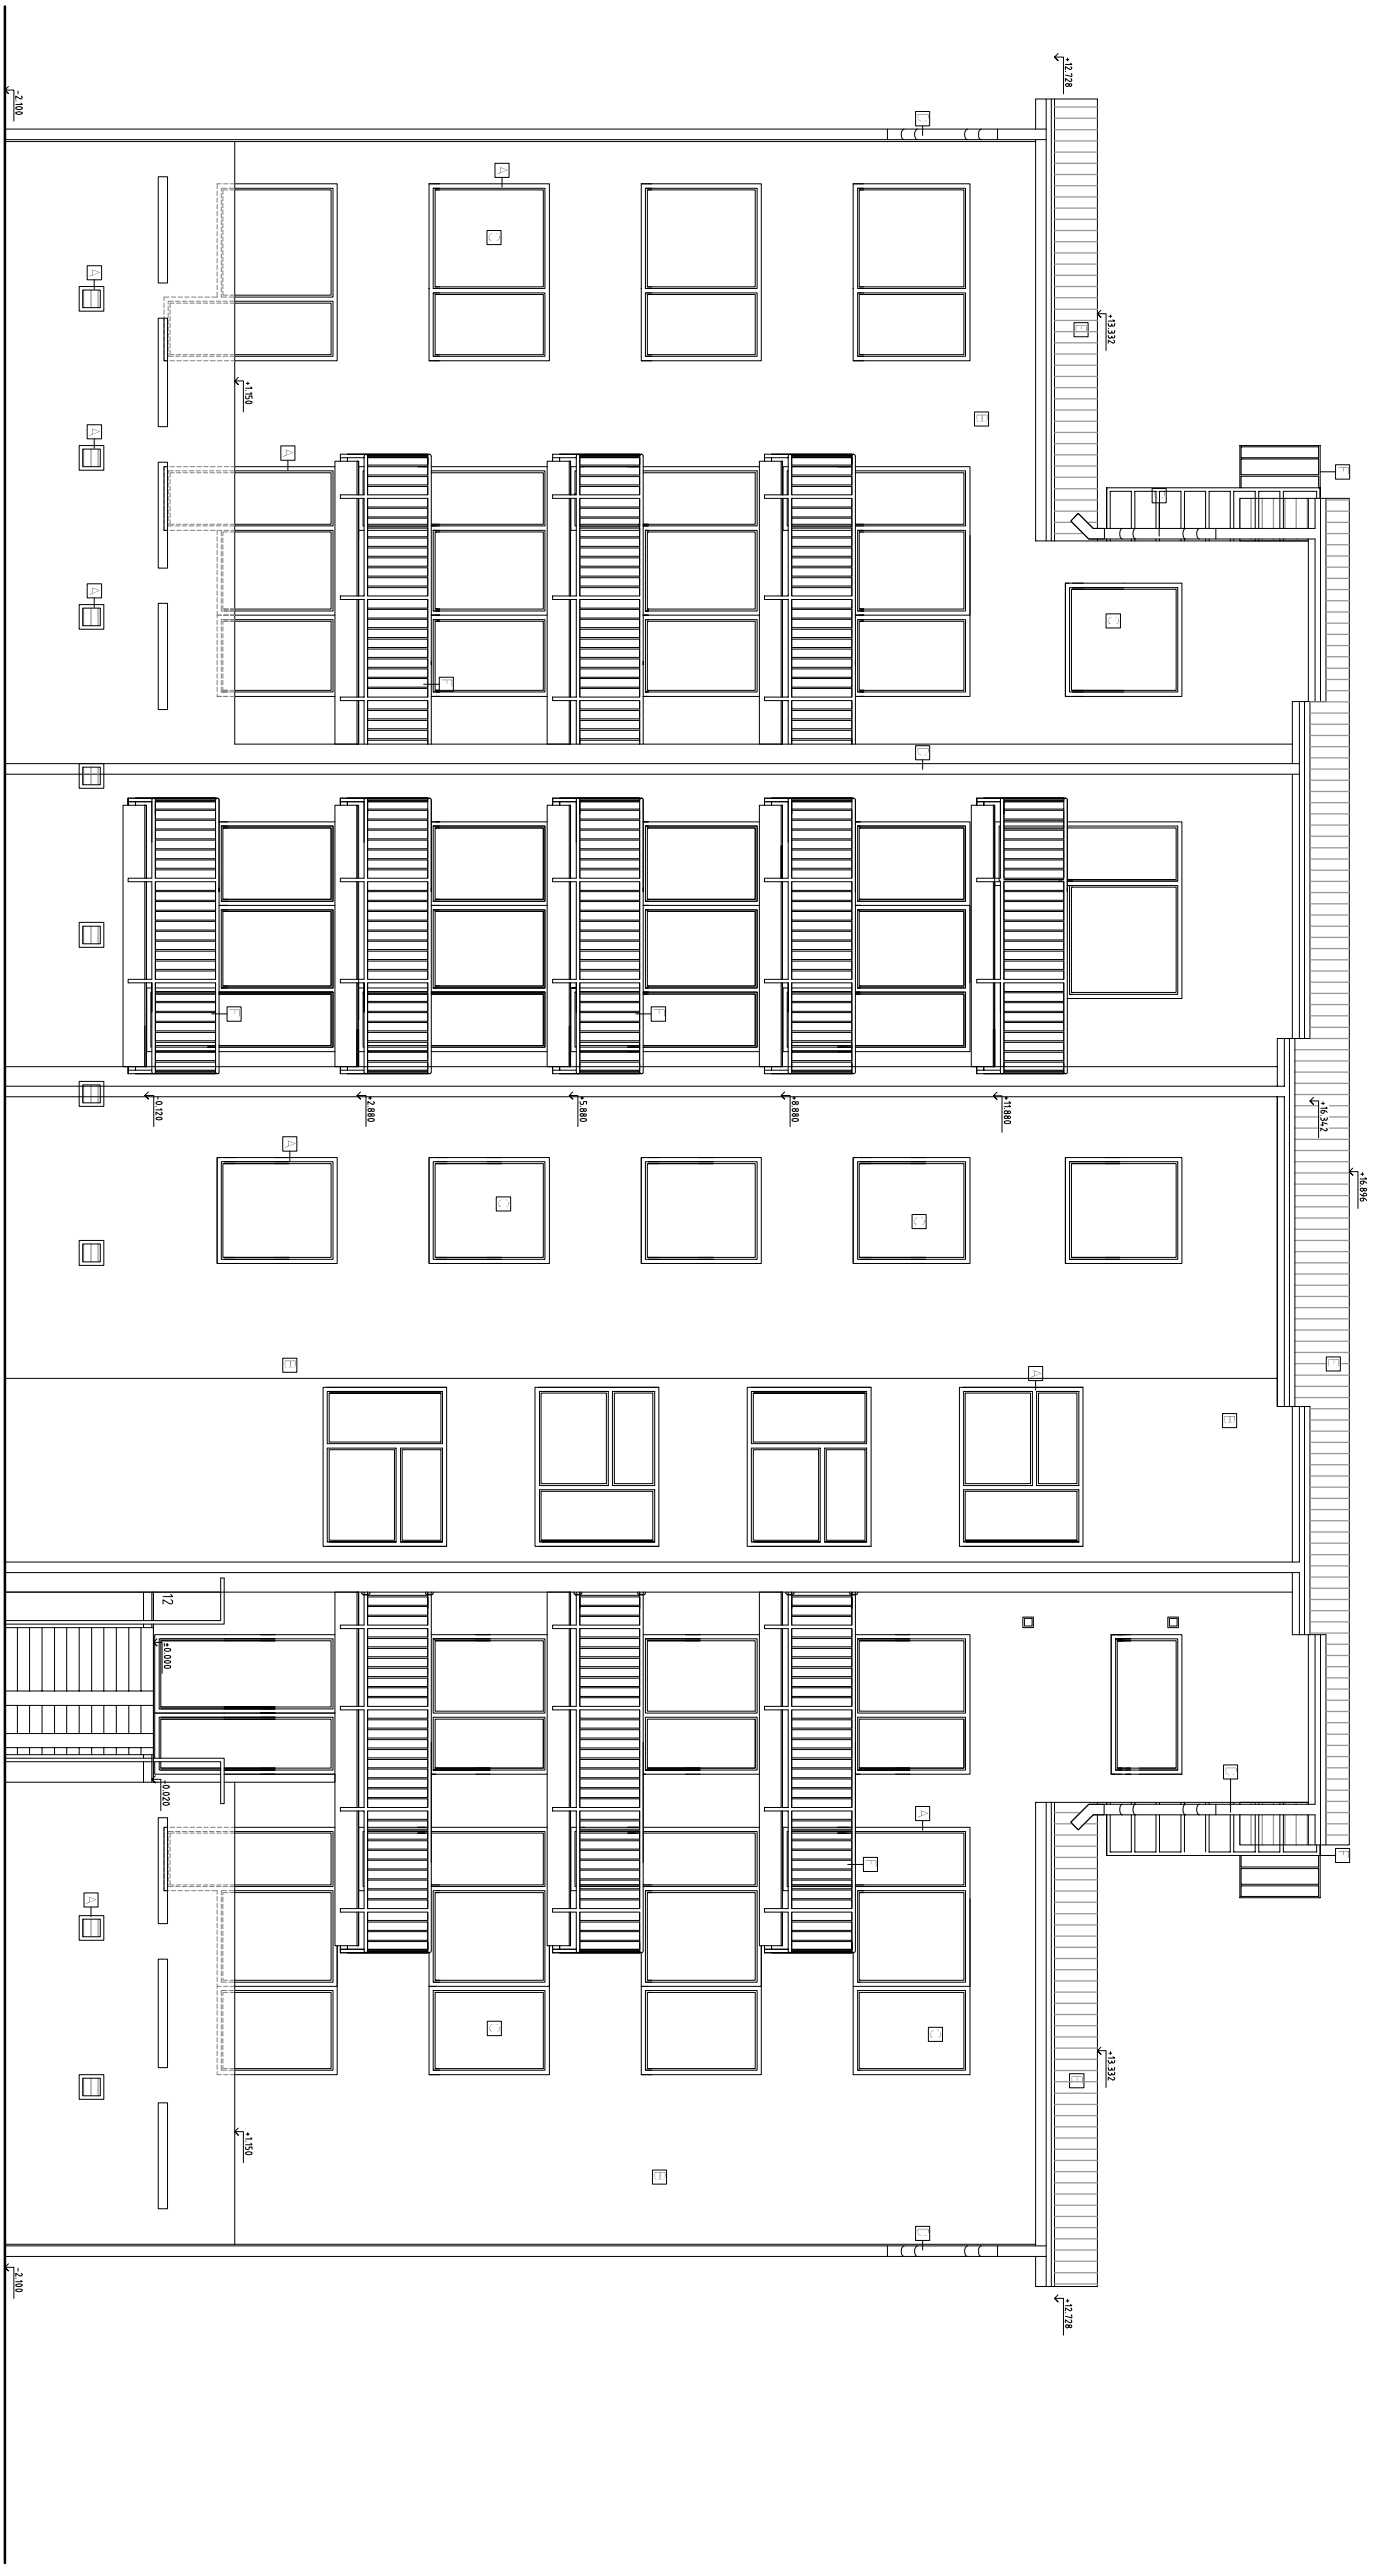 +16.896
F
F
+16.342
C
+13.332
+13.332
+12.728
+12.728
A
+11.880
C
C
A
F
+8.880
F
+5.880
A
C
C
C
F
+2.880
A
A
+1.150
+1.150
F
12
±0.000
-0.020
-0.120
A
A
A
A
-2.100
-2.100